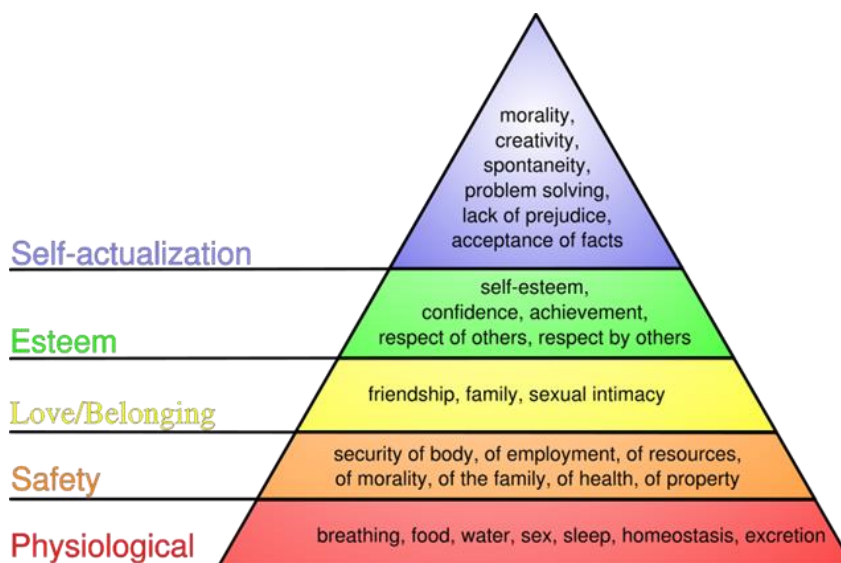 morality,
creativity,
spontaneity,
problem solving,
lack of prejudice,
acceptance of facts
Self-actualization
self-esteem,
confidence, achievement,
respect of others, respect by others
Esteem
friendship, family, sexual intimacy
Love/Belonging
security of body, of employment, of resources,
of morality, of the family, of health, of property
Safety
breathing, food, water, sex, sleep, homeostasis, excretion
Physiological